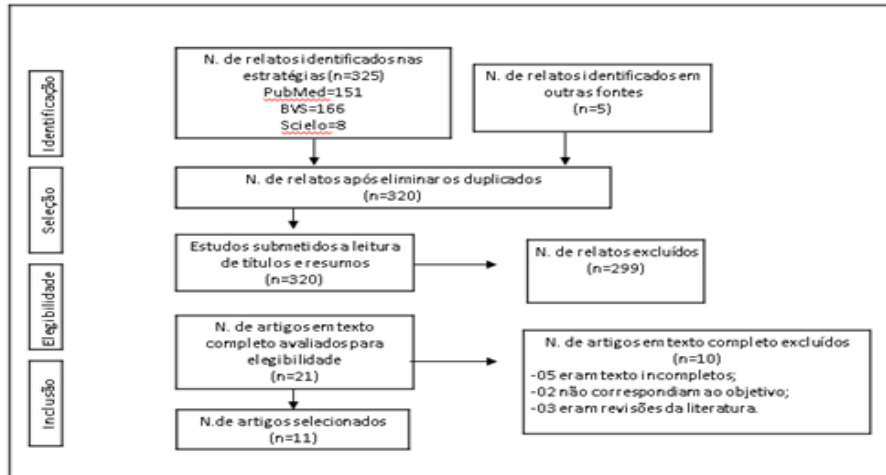 Identificação
Seleção
Elegibilidade
Inclusão
N. de relatos identificados nas
estratégias (n=325)
PubMed=151
BVS=166
Scielo=8
N. de relatos identificados em
outras fontes
(n=5)
N. de relatos após eliminar os duplicados
(n=320)
Estudos submetidos a leitura
de títulos e resumos
(n=320)
N. de relatos excluídos
(n=299)
N. de artigos em texto
completo avaliados para
elegibilidade
(n=21)
N. de artigos em texto completo excluídos
(n=10)
-05 eram texto incompletos;
-02 não correspondiam ao objetivo;
-03 eram revisões da literatura.
N.de artigos selecionados
(n=11)